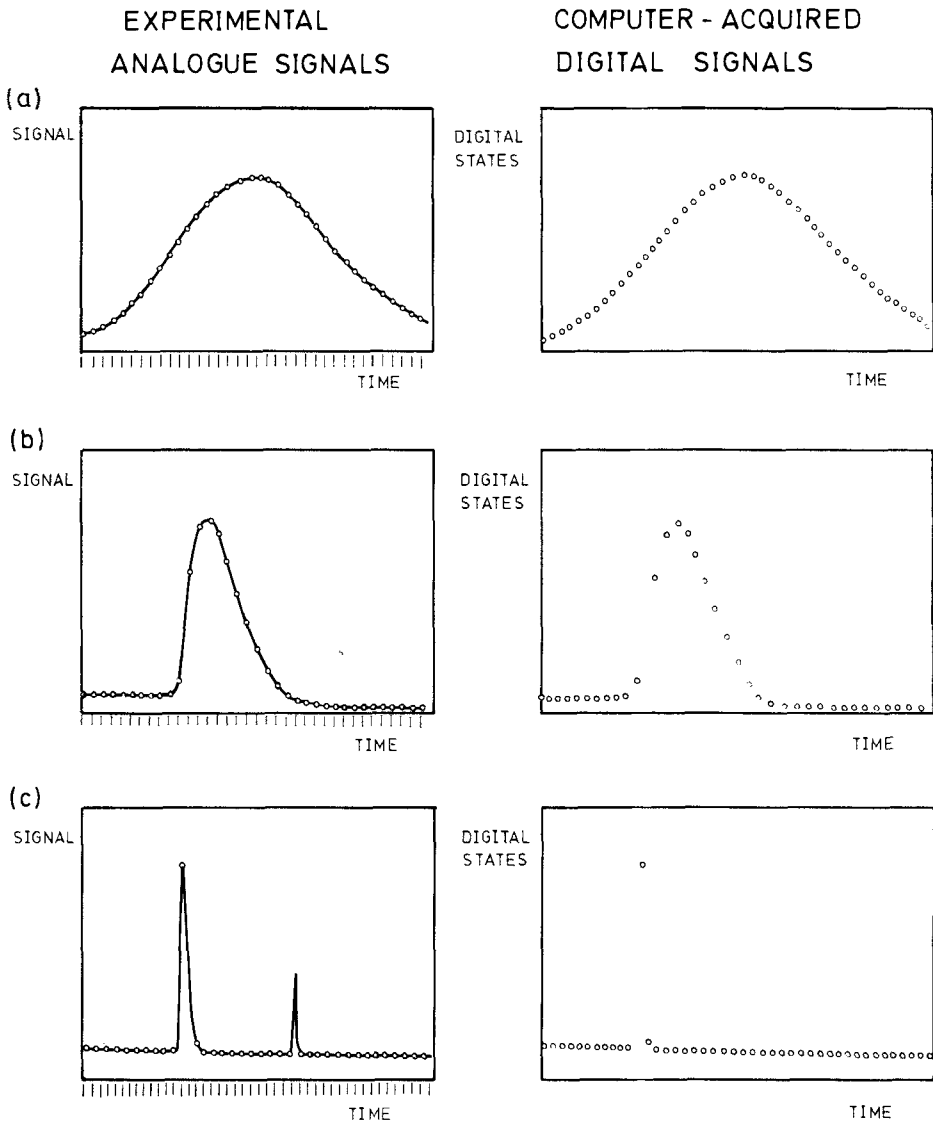 EXPERIMENTAL
ANALOGUE SIGNALS
COMPUTER - ACQUIRED
DIGITAL SIGNALS
(a)
SIGNAL
TIME
DIGITAL
STATES
TIME
(b)
SIGNAL
TIME
DIGITAL
STATES
TIME
(c)
SIGNAL
TIME
DIGITAL
STATES
TIME